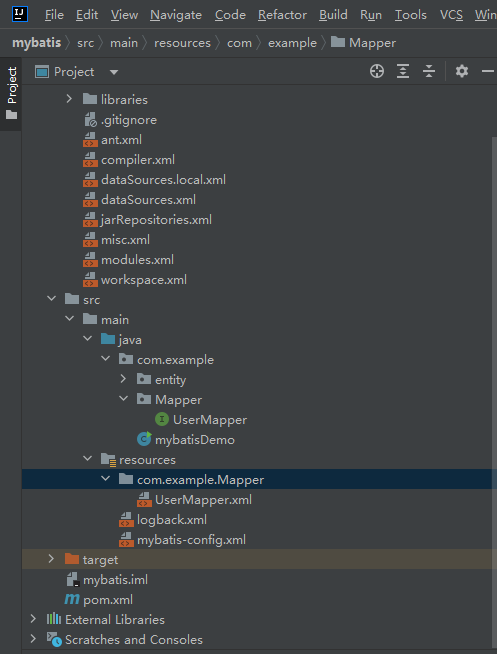 IJ File Edit View Navigate Code Refactor Build Run Tools VCS Win
mybatis src main resources com example Mapper
Project
Project
libraries
.gitignore
ant.xml
compiler.xml
dataSources.local.xml
dataSources.xml
jarRepositories.xml
misc.xml
modules.xml
workspace.xml
src
main
java
com.example
entity
Mapper
I UserMapper
C mybatisDemo
resources
com.example.Mapper
UserMapper.xml
logback.xml
mybatis-config.xml
target
mybatis.iml
m pom.xml
External Libraries
Scratches and Consoles